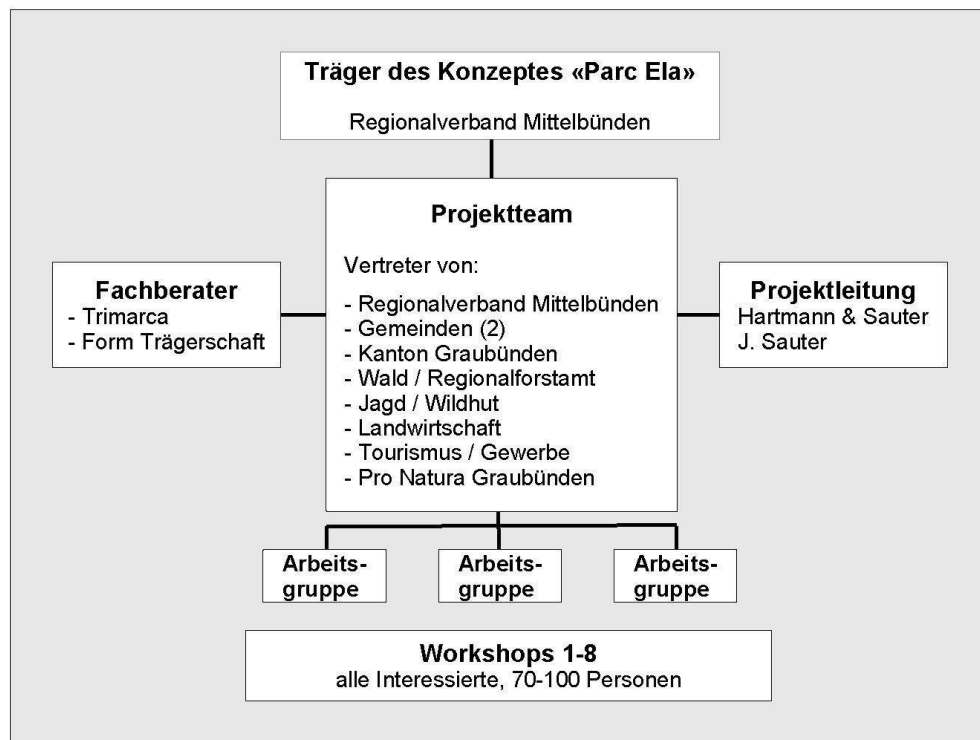 Träger des Konzeptes «Parc Ela»
Regionalverband Mittelbünden
Projektteam
Vertreter von:
- Regionalverband Mittelbünden
- Gemeinden (2)
- Kanton Graubünden
- Wald / Regionalforstamt
- Jagd / Wildhut
- Landwirtschaft
- Tourismus / Gewerbe
- Pro Natura Graubünden
Fachberater
- Trimarca
- Form Trägerschaft
Projektleitung
Hartmann & Sauter
J. Sauter
Arbeits-
gruppe
Arbeits-
gruppe
Arbeits-
gruppe
Workshops 1-8
alle Interessierte, 70-100 Personen